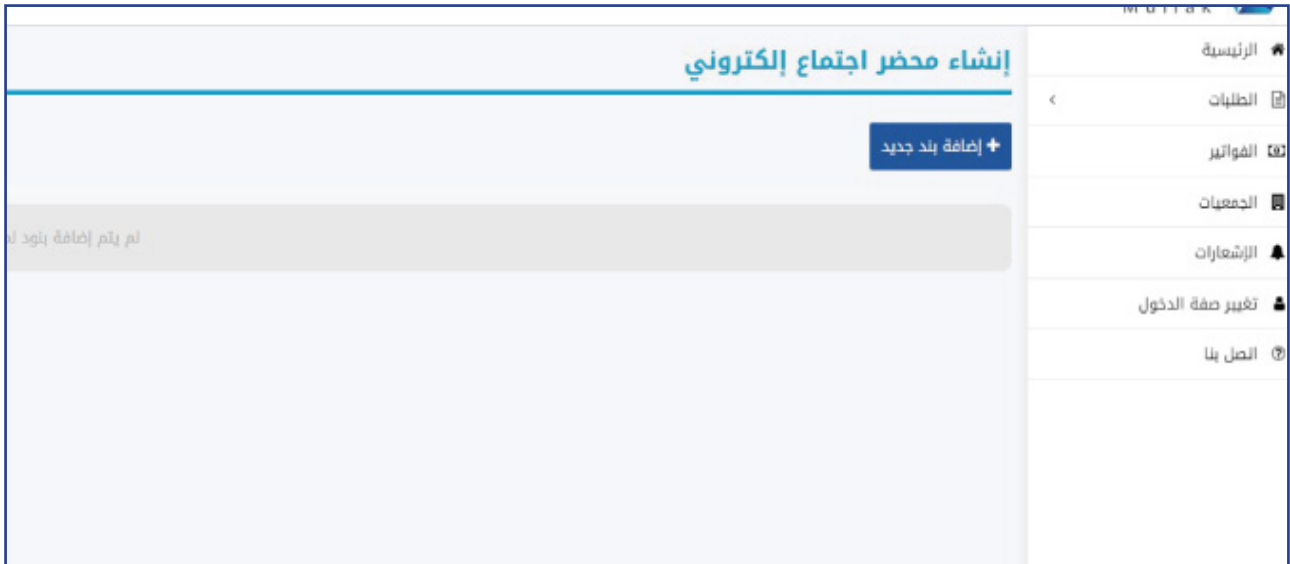 Mullak
الرئيسية
الطلبات
الفواتير
الجمعيات
الإشعارات
تغيير صفة الدخول
اتصل بنا
إنشاء محضر اجتماع إلكتروني
+ إضافة بند جديد
لم يتم إضافة بنود